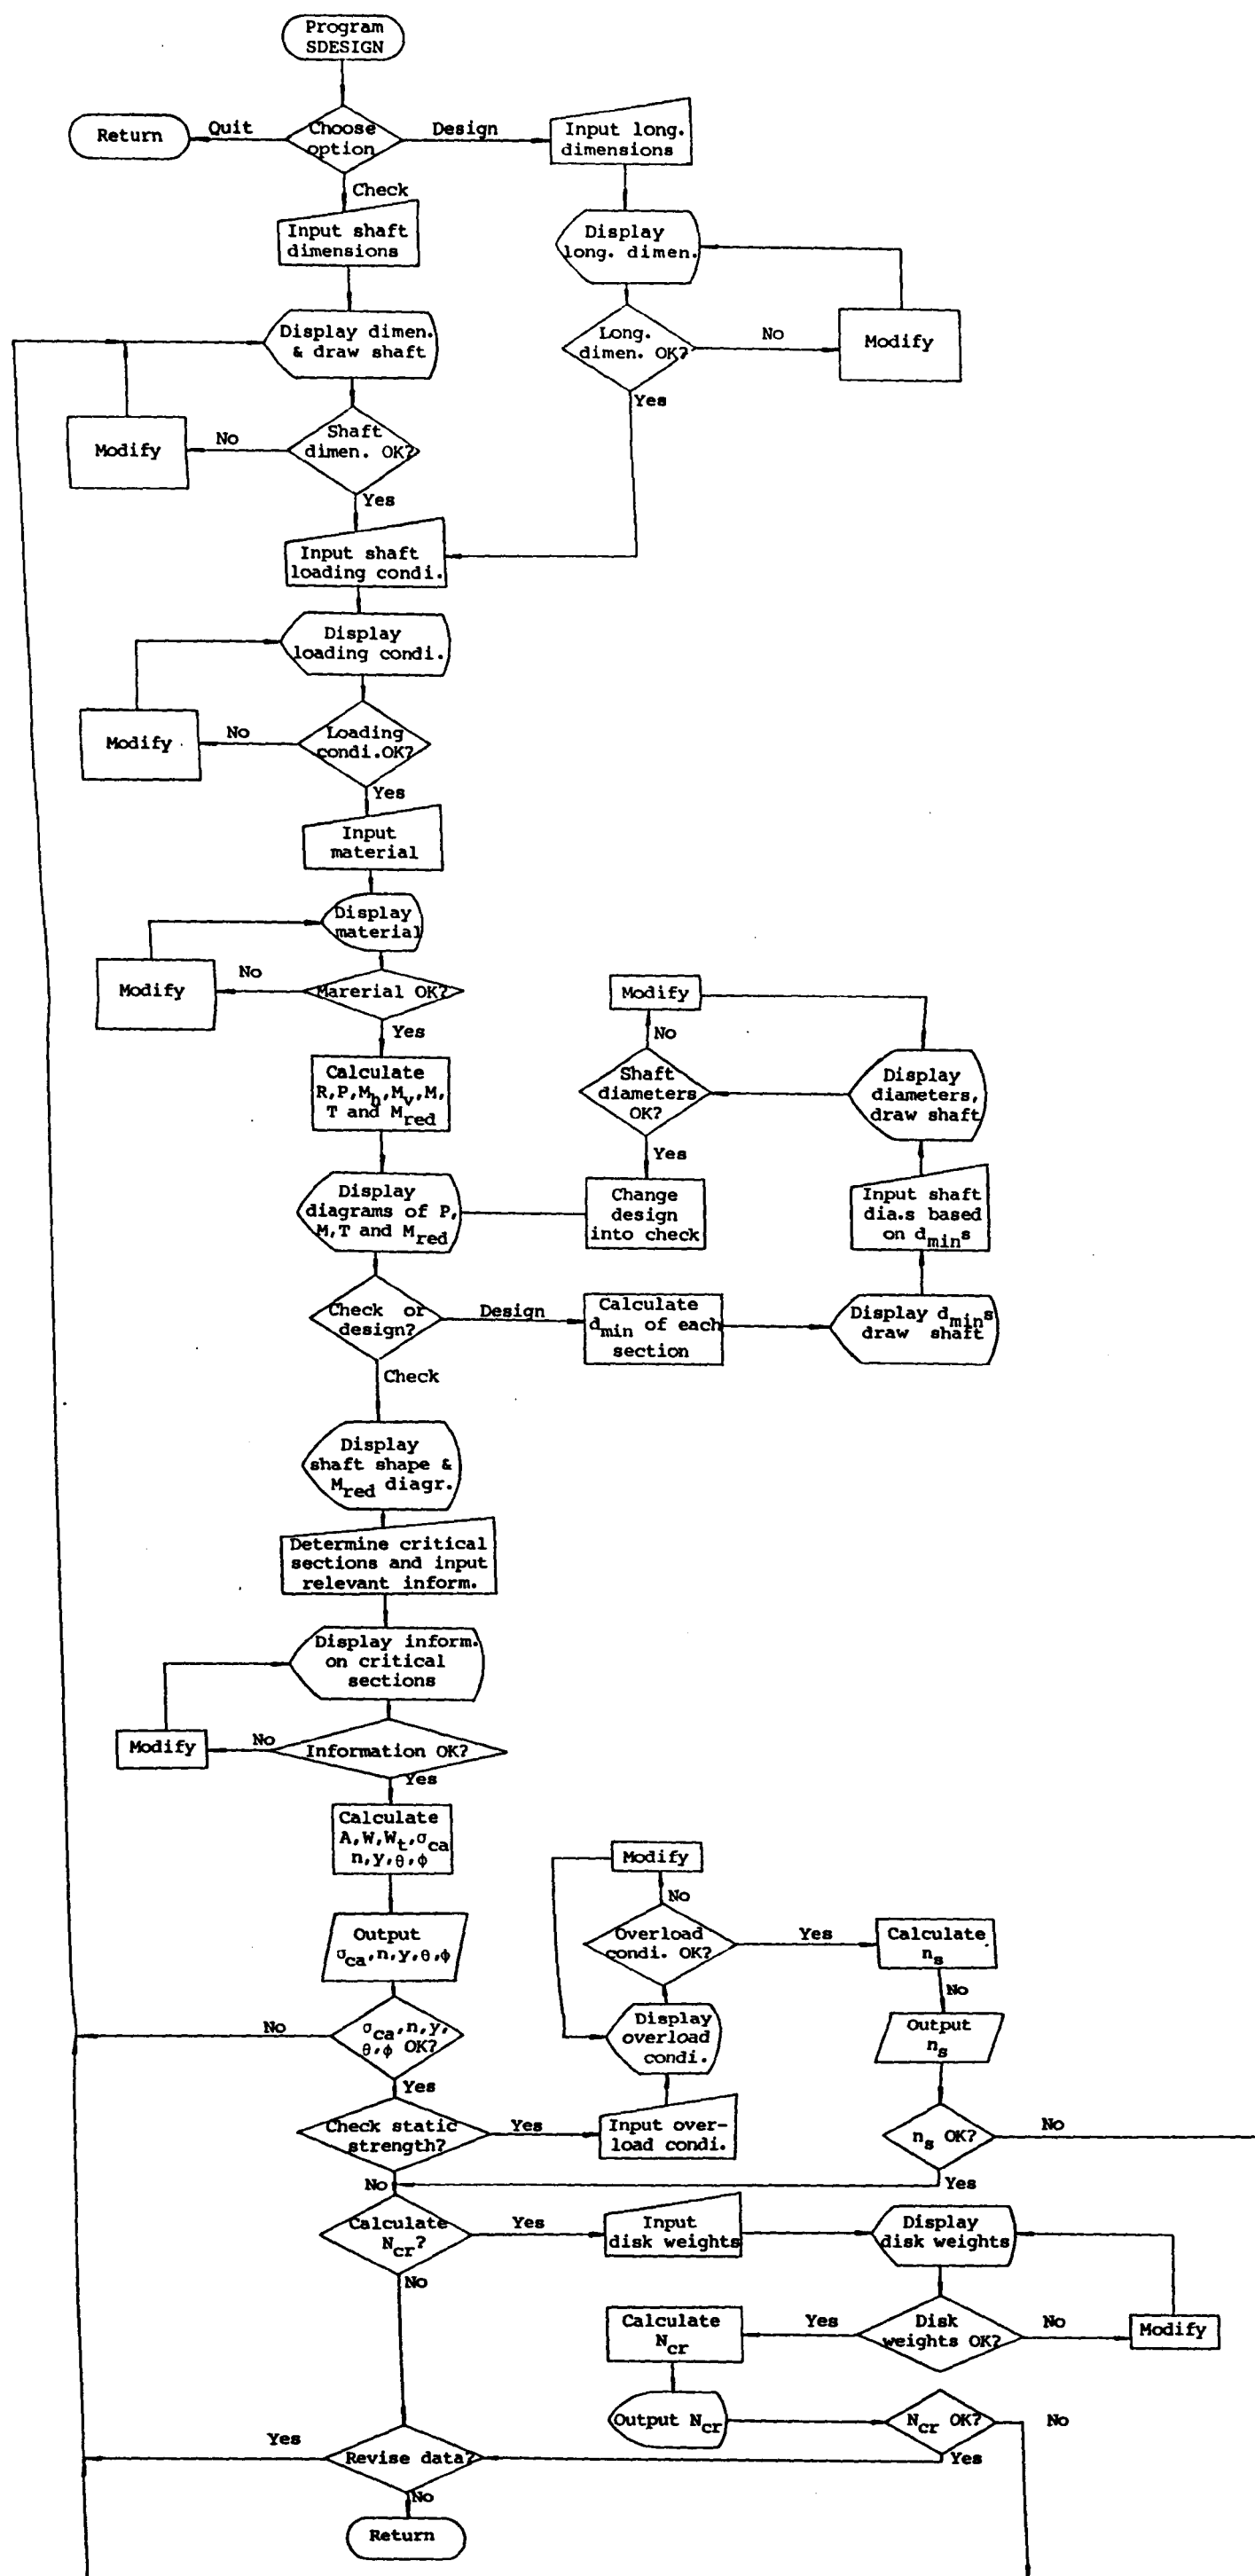 Program
SDESIGN
Return
Quit
Choose
option
Design
Input long.
dimensions
Check
Input shaft
dimensions
Display
long. dimen.
Display dimen.
& draw shaft
Long.
dimen. OK?
No
Modify
Yes
Modify
No
Shaft
dimen. OK?
Yes
Input shaft
loading condi.
Display
loading condi.
Modify
No
Loading
condi.OK?
Yes
Input
material
Display
material
Modify
No
Marerial OK?
Yes
Modify
No
Calculate
R,P,Mh,Mv,M,
T and Mred
Shaft
diameters
OK?
Display
diameters,
draw shaft
Yes
Display
diagrams of P,
M,T and Mred
Change
design
into check
Input shaft
dia.s based
on dmins
Check or
design?
Design
Calculate
dmin of each
section
Display dmins
draw shaft
Check
Display
shaft shape &
Mred diagr.
Determine critical
sections and input
relevant inform.
Display inform.
on critical
sections
Modify
No
Information OK?
Yes
Calculate
A,W,Wt,σca
n,y,θ,ϕ
Modify
No
Output
σca,n,y,θ,ϕ
Overload
condi. OK?
Yes
Calculate
ns
No
No
σca,n,y,
θ,ϕ OK?
Display
overload
condi.
Output
ns
Yes
Check static
strength?
Yes
Input over-
load condi.
ns OK?
No
No
Yes
Calculate
Ncr?
Yes
Input
disk weights
Display
disk weights
No
Calculate
Ncr
Yes
Disk
weights OK?
No
Modify
Output Ncr
Ncr OK?
No
Yes
Revise data?
Yes
No
Return